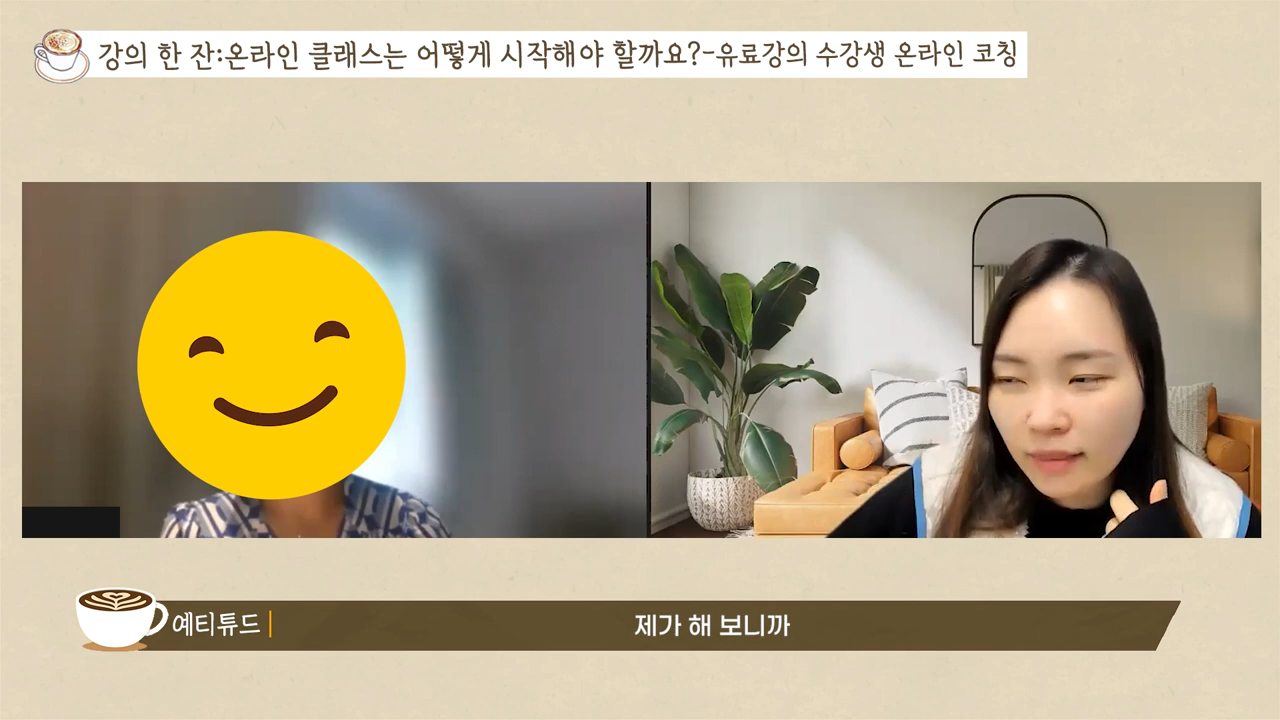 강의 한 잔:온라인 클래스는 어떻게 시작해야 할까요?-유료강의 수강생 온라인 코칭
예티튜드
제가 해 보니까